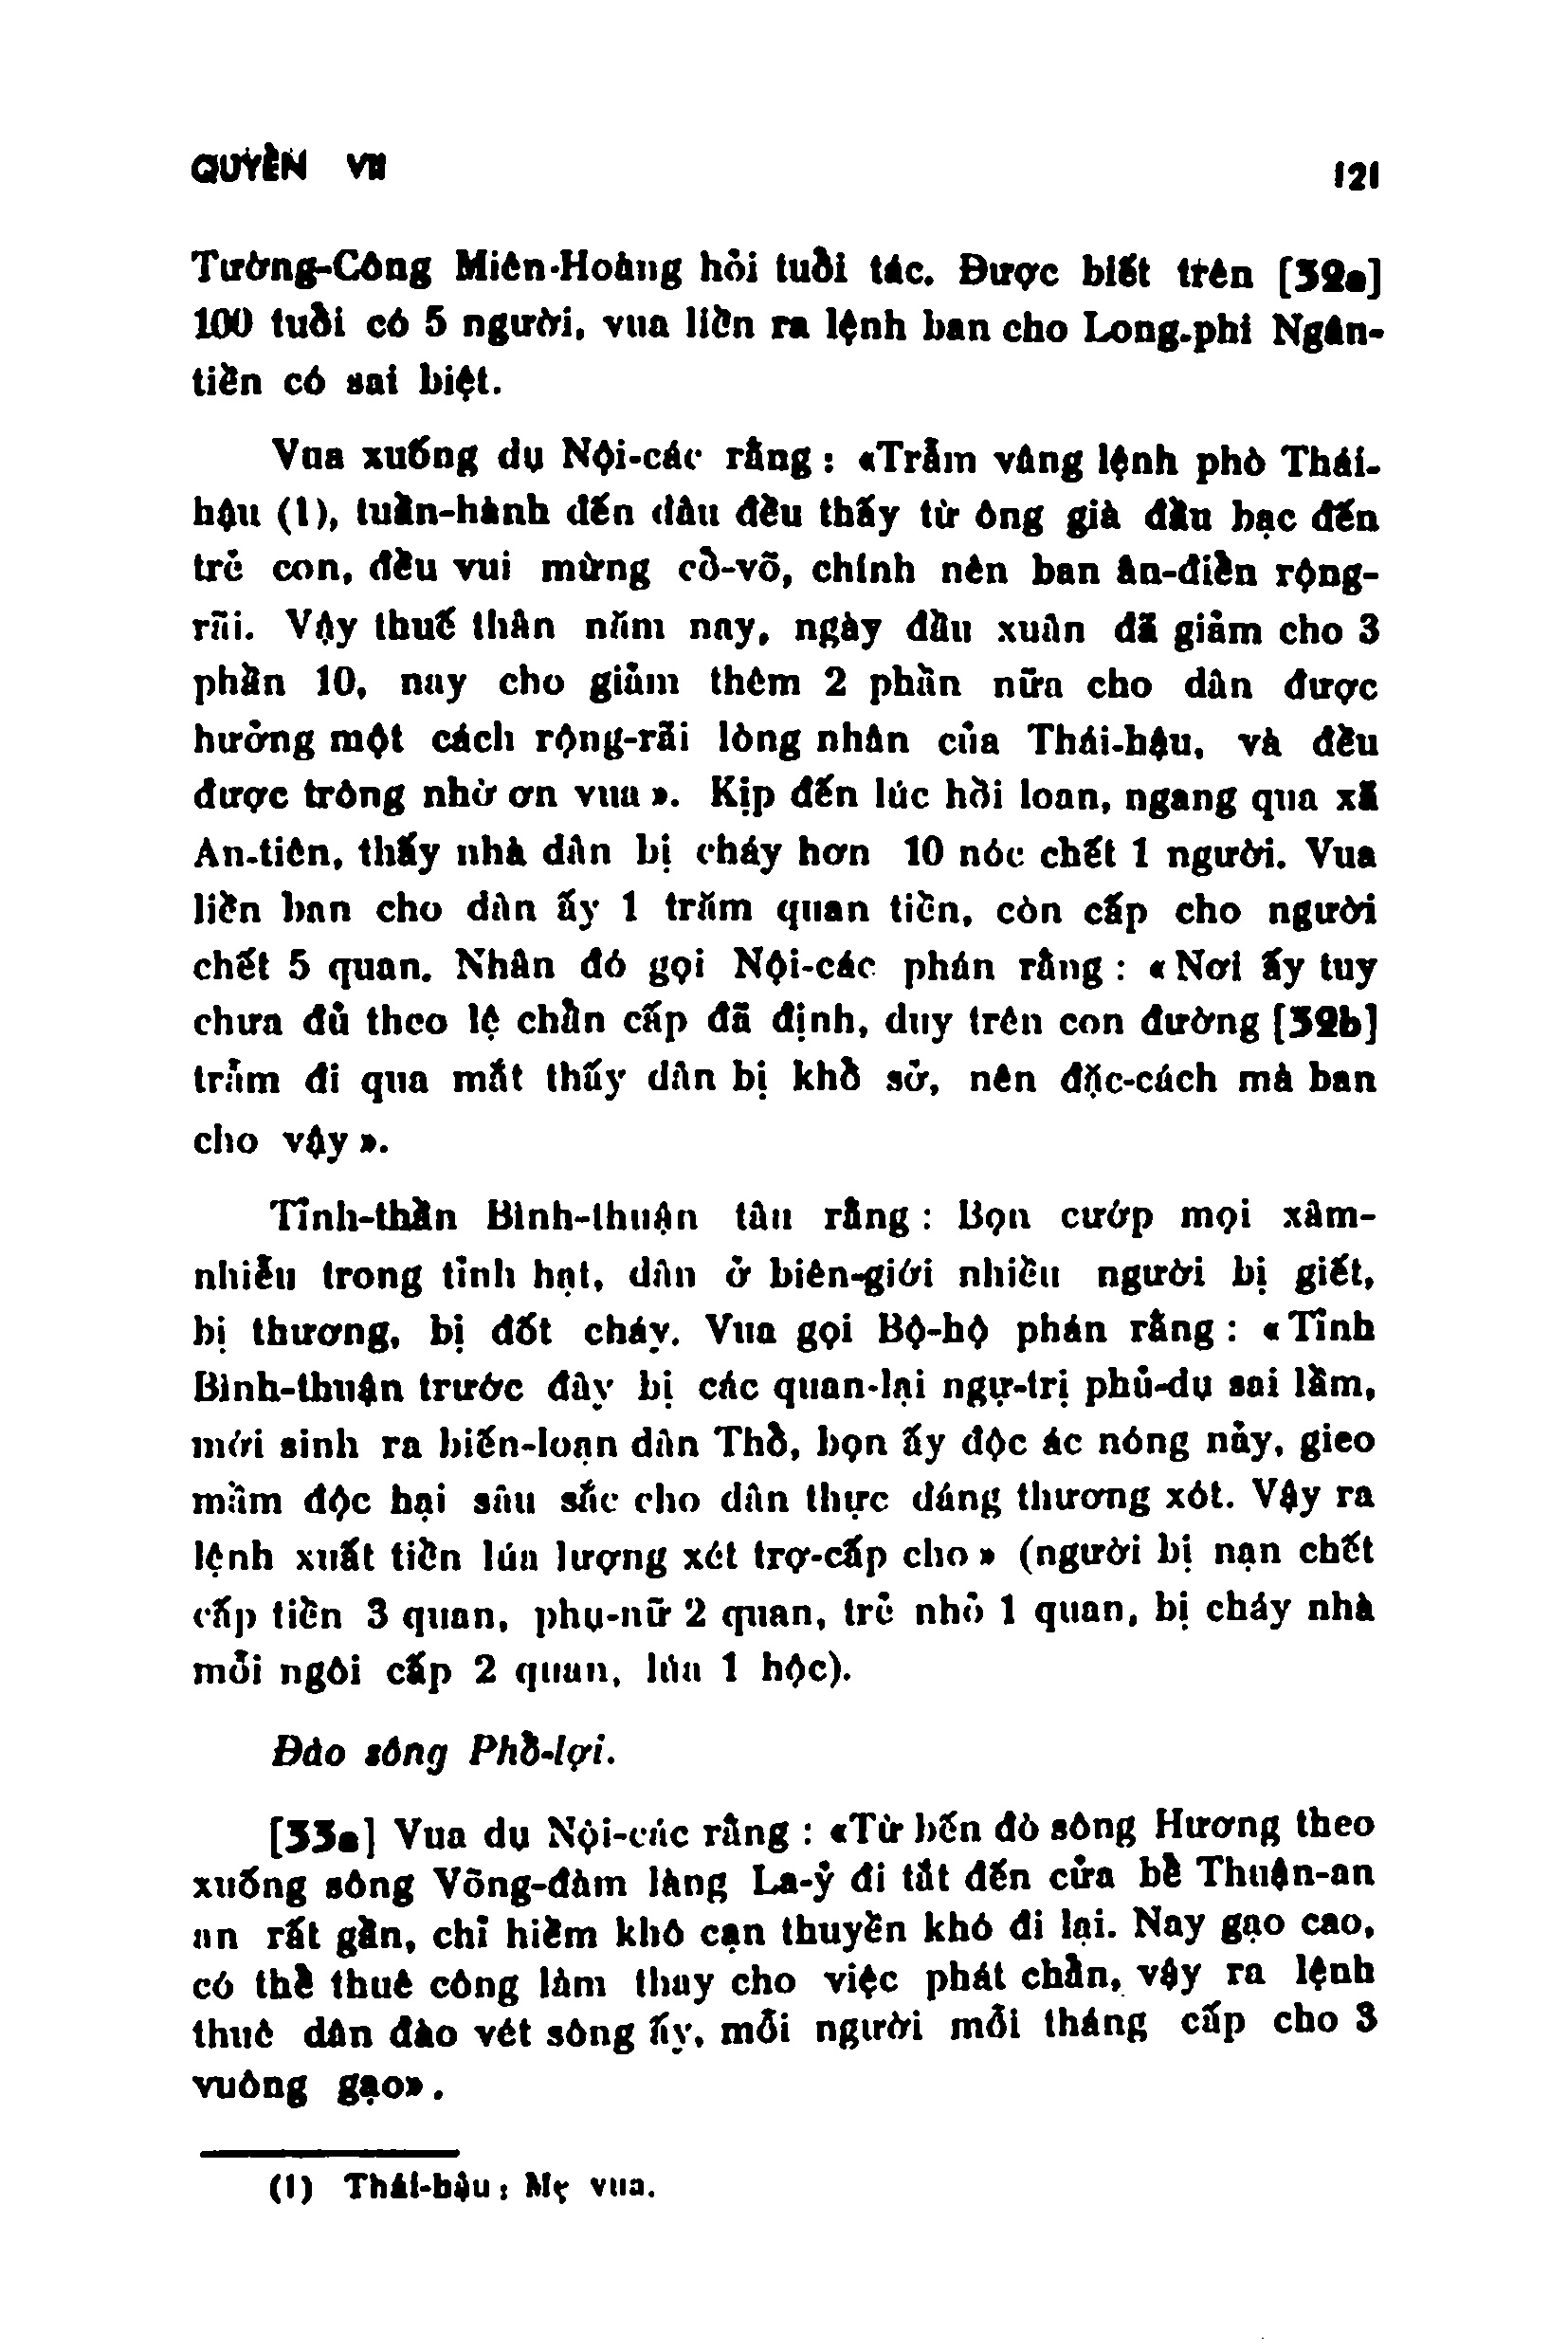 QUYỂN VII
121
Tường-Công Miên-Hoàng hỏi tuổi tác. Được biết trên [32a]
100 tuổi có 5 người, vua liền ra lệnh ban cho Long-phi Ngân-
tiền có sai biệt.
Vua xuống dụ Nội-các rằng : «Trẫm vâng lệnh phò Thái-
hậu (1), tuần-hành đến đâu đều thấy từ ông già đầu bạc đến
trẻ con, đều vui mừng cổ-võ, chính nên ban ân-điển rộng-
rãi. Vậy thuế thân năm nay, ngày đầu xuân đã giảm cho 3
phần 10, nay cho giảm thêm 2 phần nữa cho dân được
hưởng một cách rộng-rãi lòng nhân của Thái-hậu, và đều
được trông nhờ ơn vua ». Kịp đến lúc hồi loan, ngang qua xã
An-tiên, thấy nhà dân bị cháy hơn 10 nóc chết 1 người. Vua
liền ban cho dân ấy 1 trăm quan tiền, còn cấp cho người
chết 5 quan. Nhân đó gọi Nội-các phán rằng : « Nơi ấy tuy
chưa đủ theo lệ chẩn cấp đã định, duy trên con đường [32b]
trẫm đi qua mắt thấy dân bị khổ sở, nên đặc-cách mà ban
cho vậy ».
Tỉnh-thần Bình-thuận tâu rằng : Bọn cướp mọi xâm-
nhiễu trong tỉnh hạt, dân ở biên-giới nhiều người bị giết,
bị thương, bị đốt cháy. Vua gọi Bộ-hộ phán rằng : « Tỉnh
Bình-thuận trước đây bị các quan-lại ngự-trị phủ-dụ sai lầm,
mới sinh ra biến-loạn dân Thổ, bọn ấy độc ác nóng nảy, gieo
mầm độc hại sâu sắc cho dân thực đáng thương xót. Vậy ra
lệnh xuất tiền lúa lượng xét trợ-cấp cho » (người bị nạn chết
cấp tiền 3 quan, phụ-nữ 2 quan, trẻ nhỏ 1 quan, bị cháy nhà
mỗi ngôi cấp 2 quan, lúa 1 hộc).
Đào sông Phổ-lợi.
[33a] Vua dụ Nội-các rằng : «Từ bến đò sông Hương theo
xuống sông Võng-đàm làng La-ỷ đi tắt đến cửa bể Thuận-an
an rất gần, chỉ hiềm khô cạn thuyền khó đi lại. Nay gạo cao,
có thể thuê công làm thay cho việc phát chẩn, vậy ra lệnh
thuê dân đào vét sông ấy, mỗi người mỗi tháng cấp cho 3
vuông gạo».
(1) Thái-hậu : Mẹ vua.